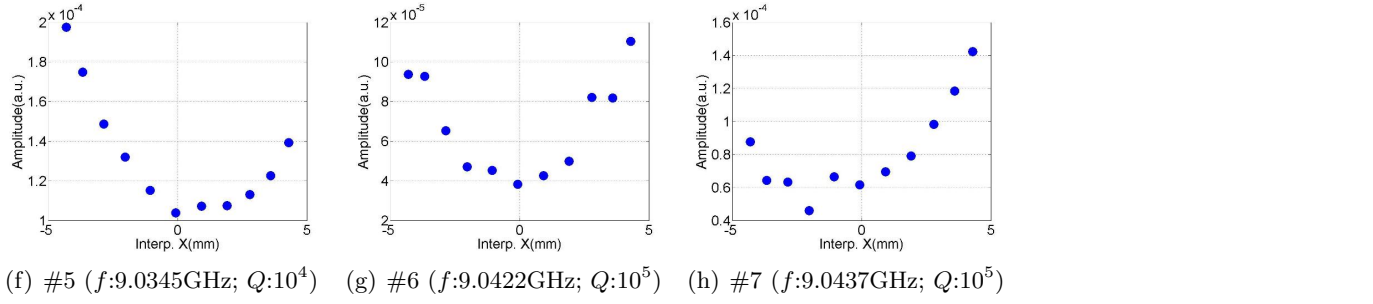 2 x 10^-4
1.8
1.6
1.4
1.2
1
-5 0 5
Amplitude(a.u.)
Interp. X(mm)
(f) #5 (f:9.0345GHz; Q:10^4)
12 x 10^-5
10
8
6
4
2
-5 0 5
Amplitude(a.u.)
Interp. X(mm)
(g) #6 (f:9.0422GHz; Q:10^5)
1.6 x 10^-4
1.4
1.2
1
0.8
0.6
0.4
-5 0 5
Amplitude(a.u.)
Interp. X(mm)
(h) #7 (f:9.0437GHz; Q:10^5)